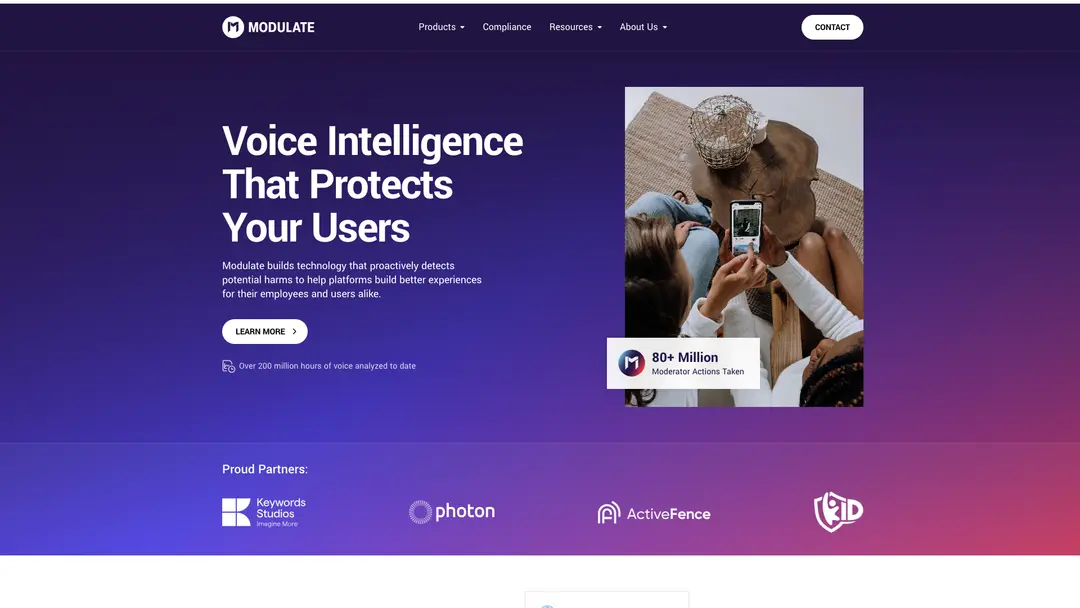 MODULATE
Products
Compliance
Resources
About Us
CONTACT
Voice Intelligence
That Protects
Your Users
Modulate builds technology that proactively detects
potential harms to help platforms build better experiences
for their employees and users alike.
LEARN MORE
Over 200 million hours of voice analyzed to date
80+ Million
Moderator Actions Taken
Proud Partners:
Keywords
Studios
Imagine More
photon
ActiveFence
kiD